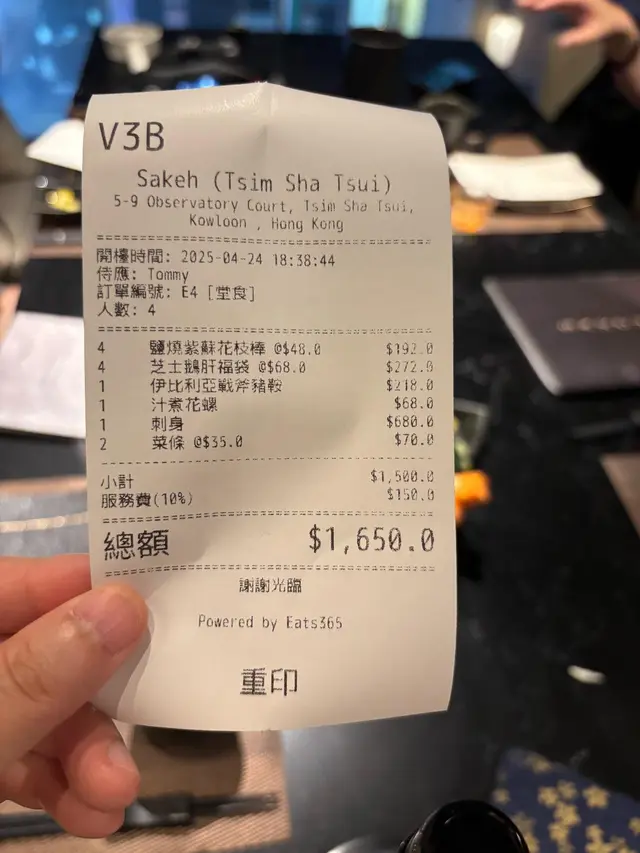 V3B
Sakeh (Tsim Sha Tsui)
5-9 Observatory Court, Tsim Sha Tsui,
Kowloon , Hong Kong
開檯時間: 2025-04-24 18:38:44
侍應: Tommy
訂單編號: E4 [堂食]
人數: 4
4 鹽燒紫蘇花枝棒 @$48.0 $192.0
4 芝士鵝肝福袋 @$68.0 $272.0
1 伊比利亞戰斧豬鞍 $218.0
1 汁煮花螺 $68.0
1 刺身 $680.0
2 菜條 @$35.0 $70.0
小計 $1,500.0
服務費(10%) $150.0
總額 $1,650.0
謝謝光臨
Powered by Eats365
重印